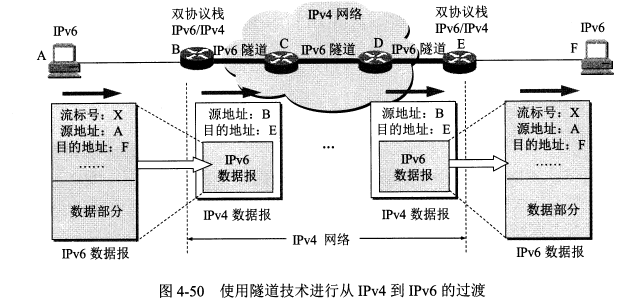 IPv4 网络
IPv6
双协议栈
IPv6/IPv4
双协议栈
IPv6/IPv4
IPv6
A
B
IPv6 隧道
C
IPv6 隧道
D
IPv6 隧道
E
F
流标号：X
源地址：A
目的地址：F
……
数据部分
IPv6 数据报
源地址：B
目的地址：E
IPv6
数据报
IPv4 数据报
…
源地址：B
目的地址：E
IPv6
数据报
IPv4 数据报
流标号：X
源地址：A
目的地址：F
……
数据部分
IPv6 数据报
IPv4 网络
图 4-50 使用隧道技术进行从 IPv4 到 IPv6 的过渡